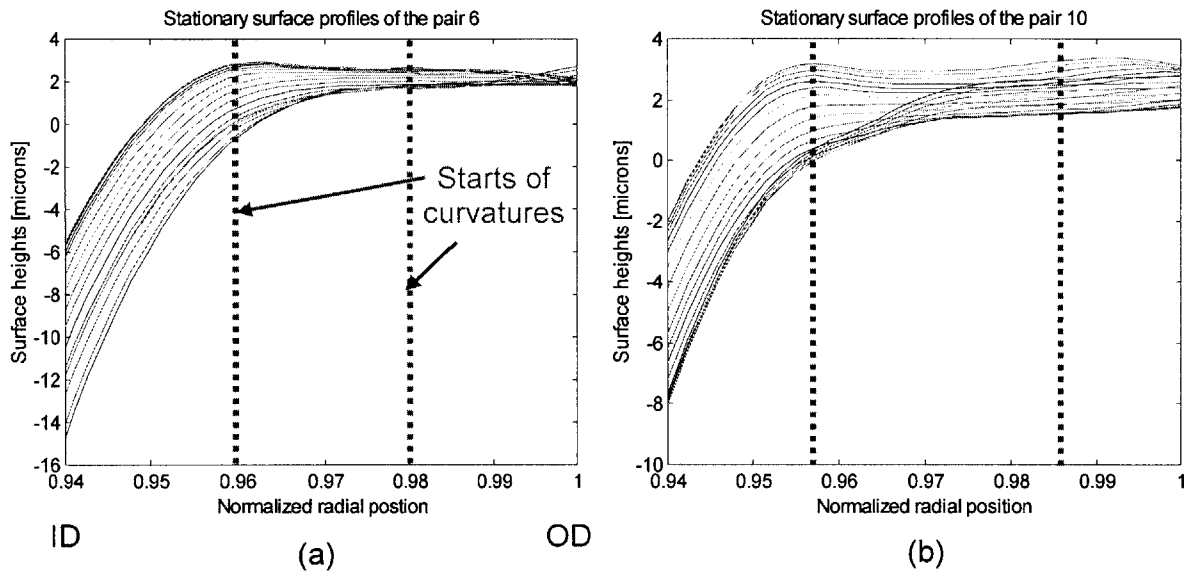 Stationary surface profiles of the pair 6
4
2
0
-2
-4
-6
-8
-10
-12
-14
-16
Surface heights [microns]
Starts of
curvatures
0.94
0.95
0.96
0.97
0.98
0.99
1
Normalized radial postion
ID
(a)
OD
Stationary surface profiles of the pair 10
4
2
0
-2
-4
-6
-8
-10
Surface heights [microns]
0.94
0.95
0.96
0.97
0.98
0.99
1
Normalized radial position
(b)